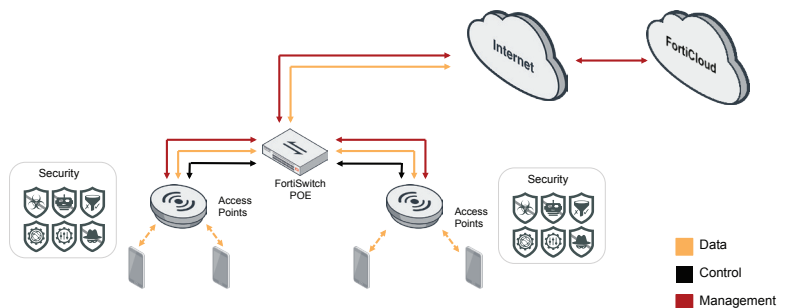 Internet
FortiCloud
FortiSwitch
POE
Security
Access
Points
Security
Access
Points
Data
Control
Management